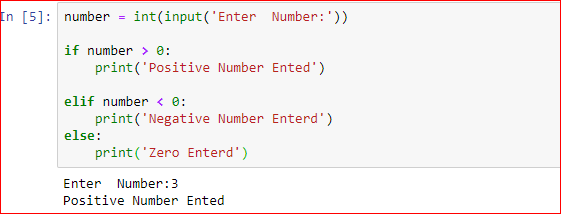 In [5]: number = int(input('Enter  Number:'))
if number > 0:
    print('Positive Number Ented')
elif number < 0:
    print('Negative Number Enterd')
else:
    print('Zero Enterd')
Enter  Number:3
Positive Number Ented